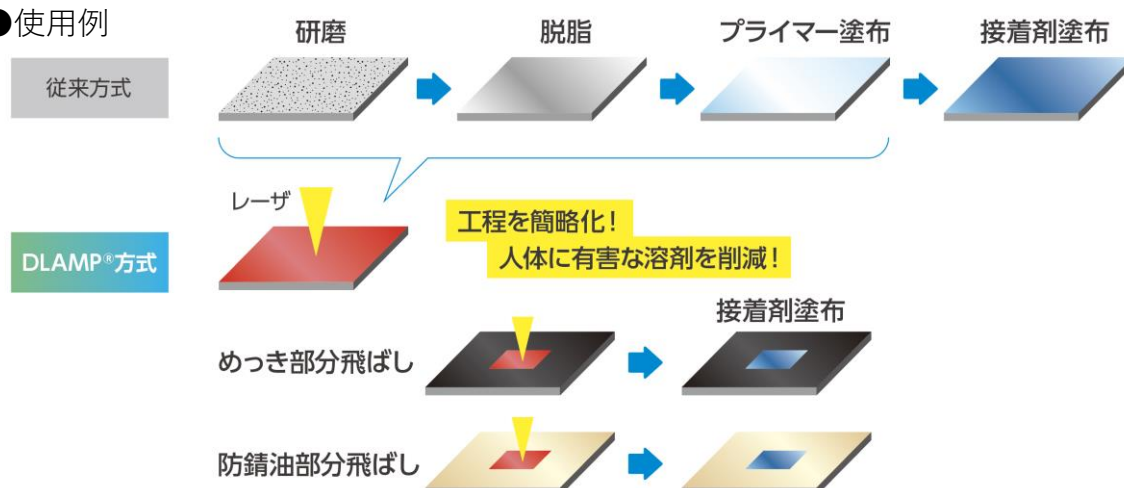 ●使用例
研磨
脱脂
プライマー塗布
接着剤塗布
従来方式
レーザ
工程を簡略化！
人体に有害な溶剤を削減！
DLAMP®方式
接着剤塗布
めっき部分飛ばし
防錆油部分飛ばし